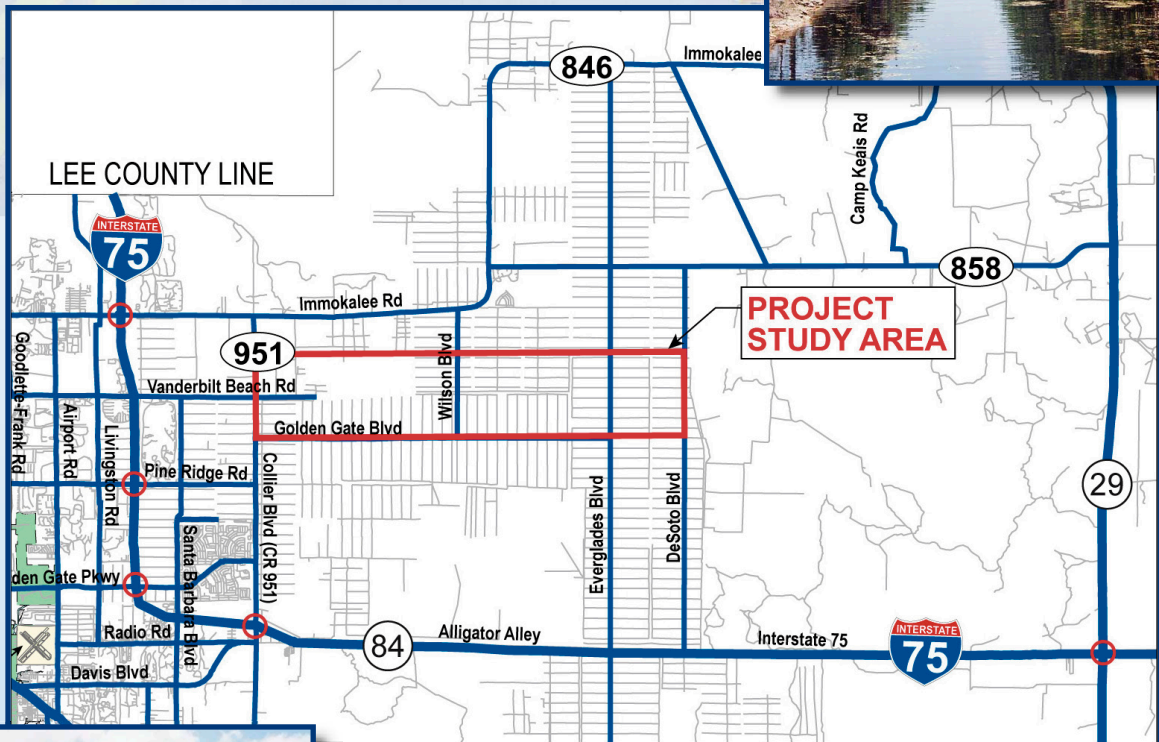 846
Immokalee
LEE COUNTY LINE
INTERSTATE
75
Camp Keais Rd
858
Immokalee Rd
PROJECT
STUDY AREA
951
Wilson Blvd
Vanderbilt Beach Rd
Goodlette-Frank Rd
Airport Rd
Livingston Rd
Golden Gate Blvd
Pine Ridge Rd
Collier Blvd (CR 951)
Everglades Blvd
DeSoto Blvd
29
Santa Barbara Blvd
den Gate Pkwy
Radio Rd
84
Alligator Alley
Interstate 75
INTERSTATE
75
Davis Blvd